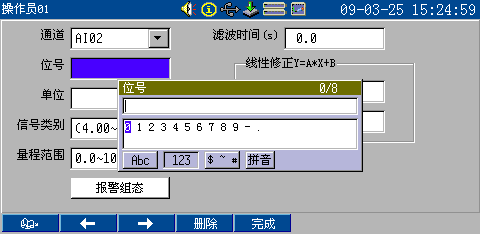 操作员01 09-03-25 15:24:59
通道 AI02 滤波时间(s) 0.0
位号 线性修正Y=A*X+B
单位
信号类别 (4.00~
量程范围 0.0~10
报警组态
位号 0/8
0 1 2 3 4 5 6 7 8 9 - .
Abc 123 $ ~ # 拼音
删除 完成